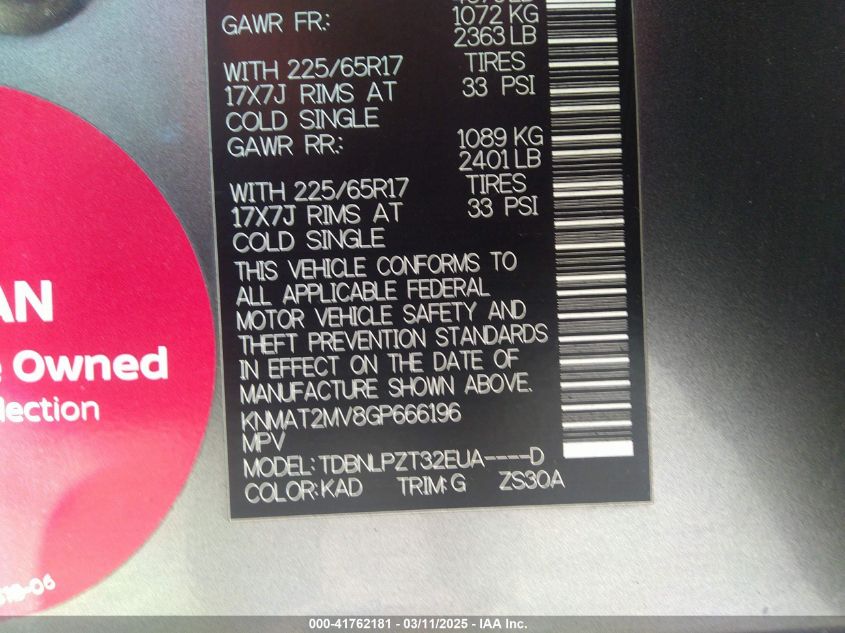 1072 KG
GAWR FR: 2363 LB
WITH 225/65R17 TIRES
17X7J RIMS AT 33 PSI
COLD SINGLE
GAWR RR: 1089 KG
2401 LB
WITH 225/65R17 TIRES
17X7J RIMS AT 33 PSI
COLD SINGLE
THIS VEHICLE CONFORMS TO
ALL APPLICABLE FEDERAL
MOTOR VEHICLE SAFETY AND
THEFT PREVENTION STANDARDS
IN EFFECT ON THE DATE OF
MANUFACTURE SHOWN ABOVE.
KNMAT2MV8GP666196
MPV
MODEL: TDBNLPZT32EUA----D
COLOR: KAD TRIM: G ZS30A
AN
Owned
lection
000-41762181 - 03/11/2025 - IAA Inc.